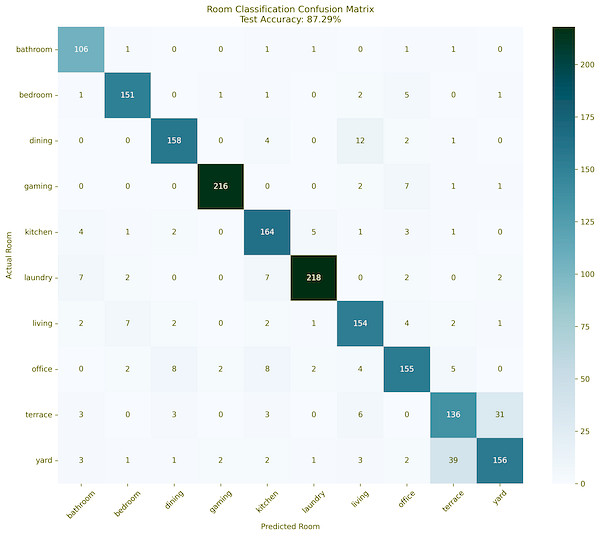 Room Classification Confusion Matrix
Test Accuracy: 87.29%
Actual Room
bathroom 106 1 0 0 1 1 0 1 1 0
bedroom 1 151 0 1 1 0 2 5 0 1
dining 0 0 158 0 4 0 12 2 1 0
gaming 0 0 0 216 0 0 2 7 1 1
kitchen 4 1 2 0 164 5 1 3 1 0
laundry 7 2 0 0 7 218 0 2 0 2
living 2 7 2 0 2 1 154 4 2 1
office 0 2 8 2 8 2 4 155 5 0
terrace 3 0 3 0 3 0 6 0 136 31
yard 3 1 1 2 2 1 3 2 39 156
bathroom bedroom dining gaming kitchen laundry living office terrace yard
Predicted Room
200
175
150
125
100
75
50
25
0